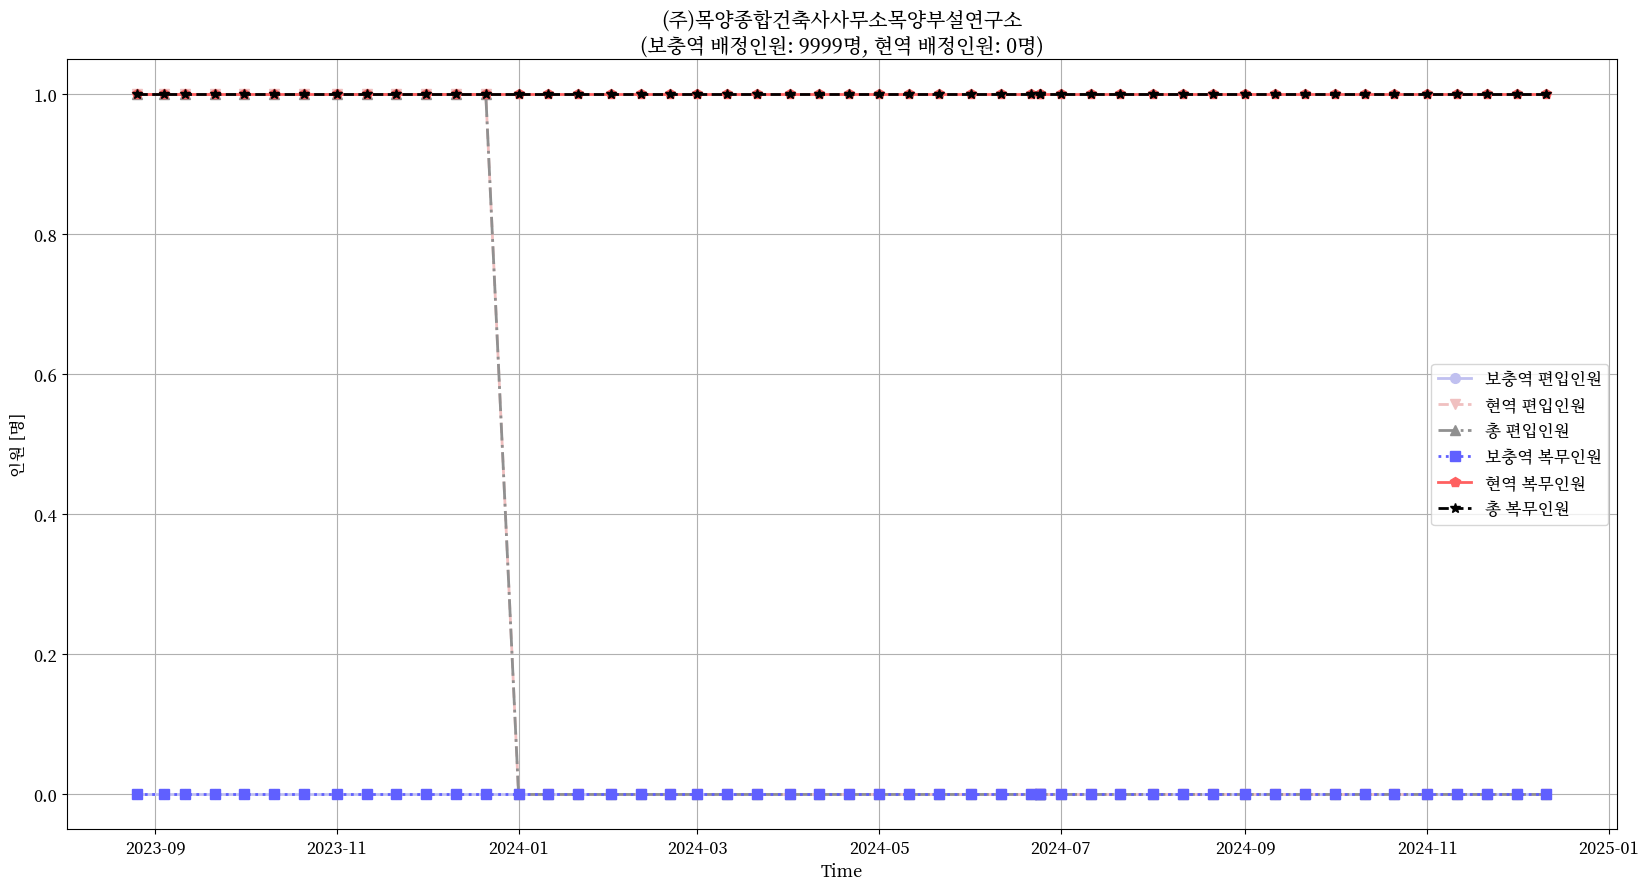 (주)목양종합건축사사무소목양부설연구소
(보충역 배정인원: 9999명, 현역 배정인원: 0명)
인원 [명]
1.0
0.8
0.6
0.4
0.2
0.0
보충역 편입인원
현역 편입인원
총 편입인원
보충역 복무인원
현역 복무인원
총 복무인원
2023-09
2023-11
2024-01
2024-03
2024-05
2024-07
2024-09
2024-11
2025-01
Time